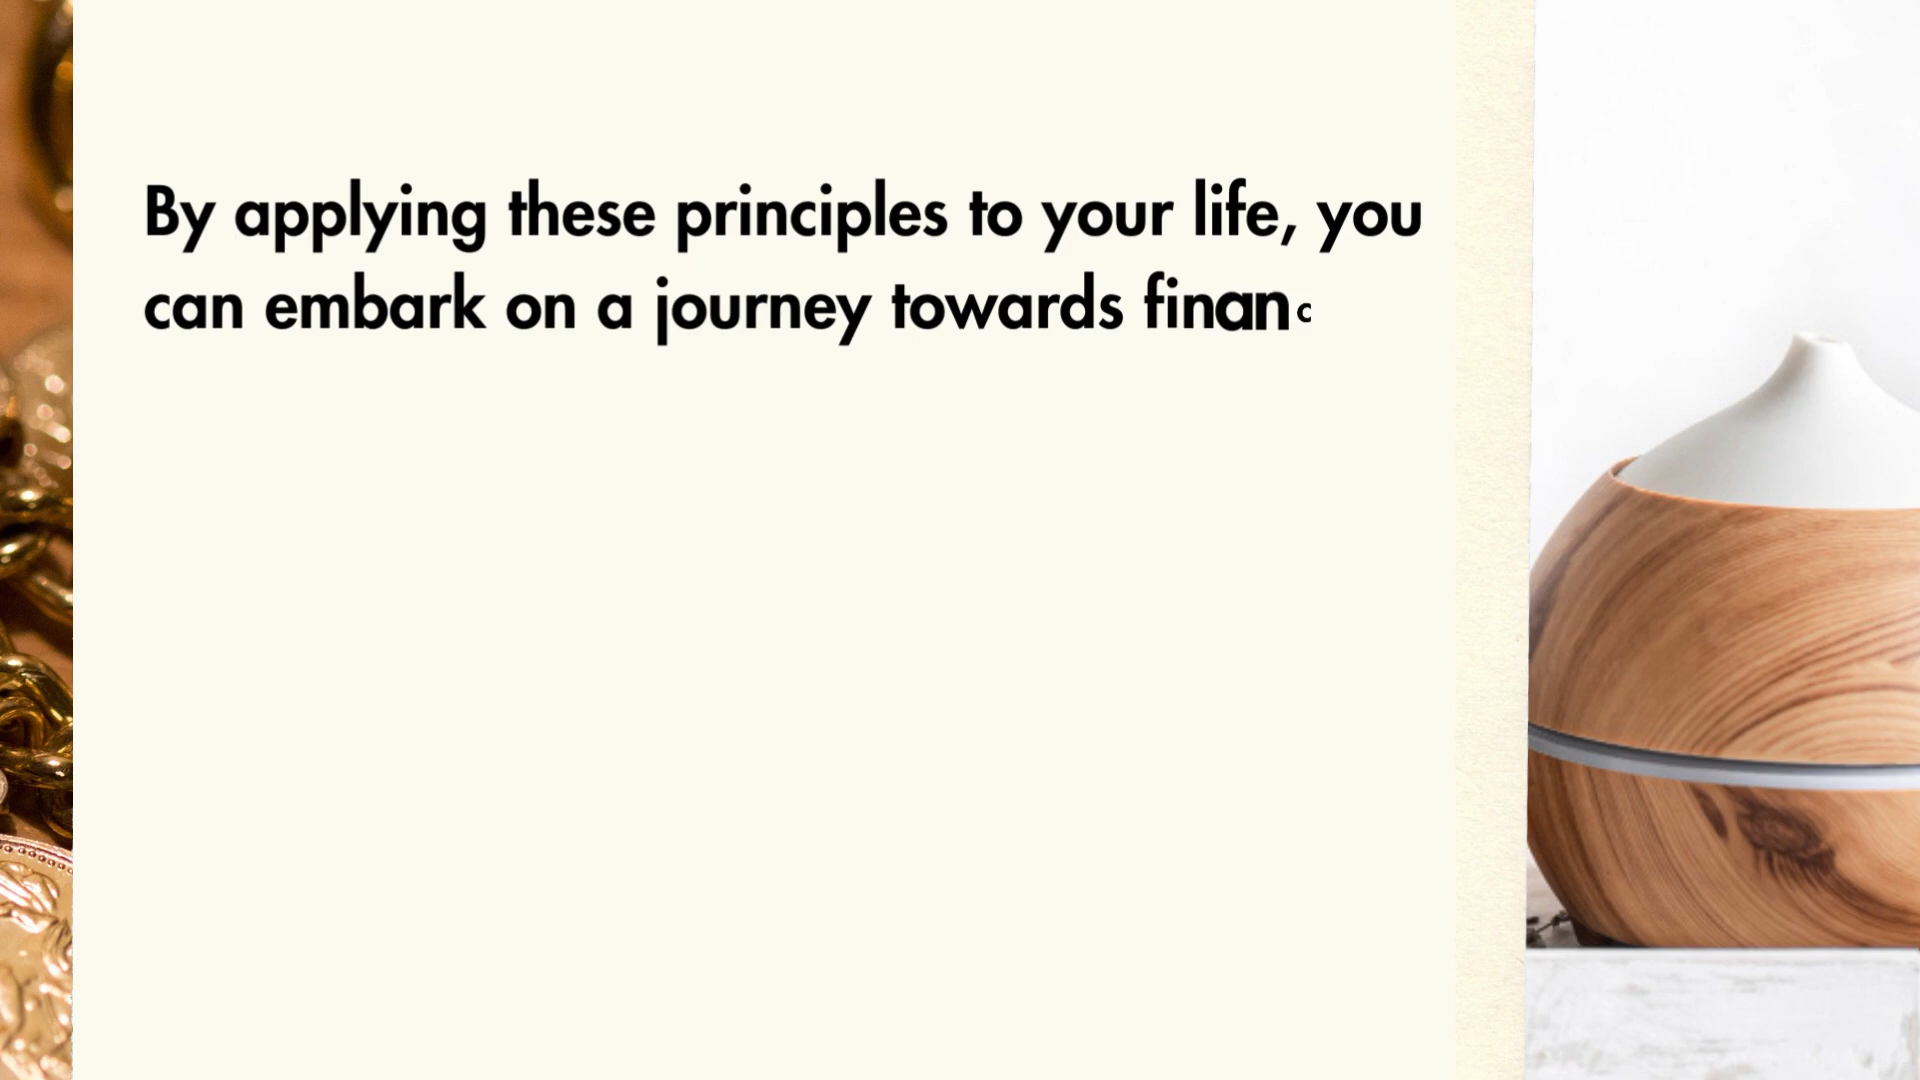 By applying these principles to your life, you
can embark on a journey towards financ